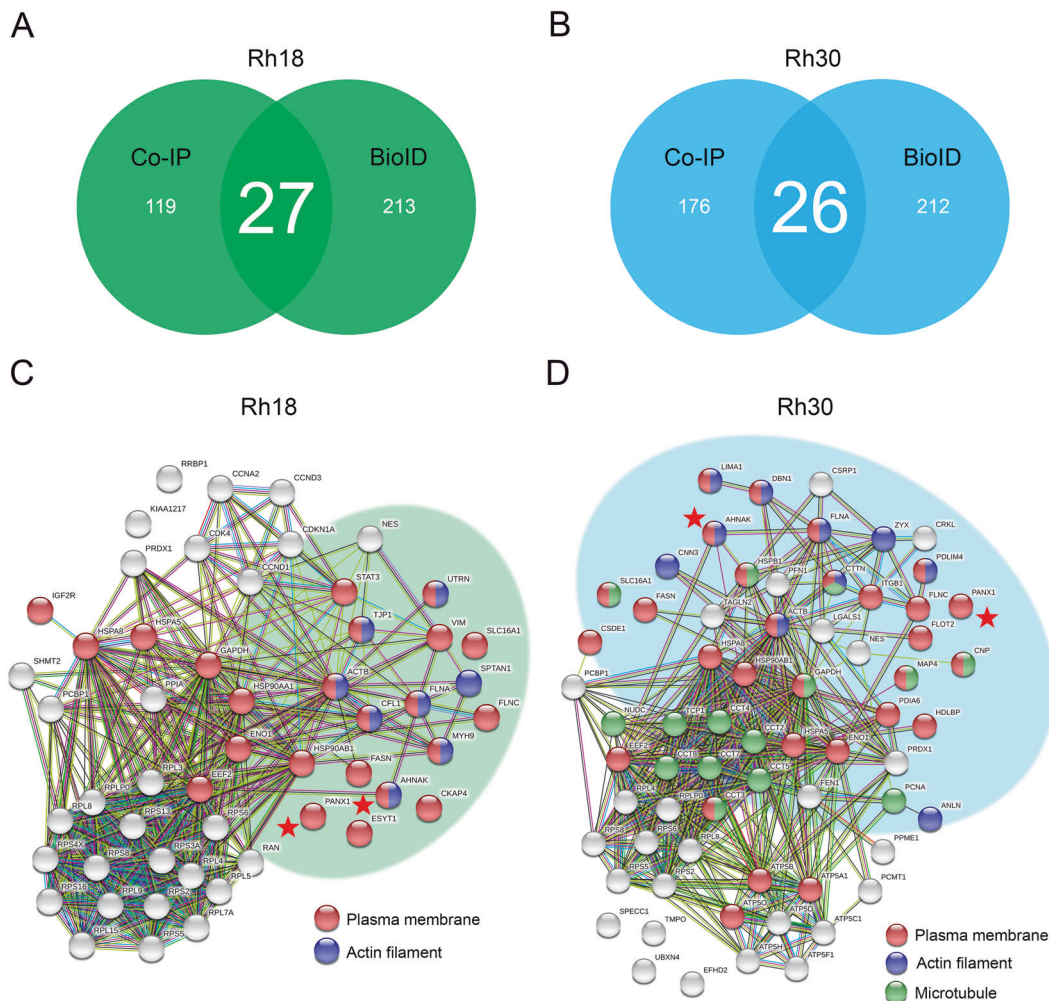 A
B
Rh18
Rh30
Co-IP
BioID
119
27
213
Co-IP
BioID
176
26
212
C
D
Rh18
Rh30
RRBP1
CCNA2
CCND3
KIAA1217
CDK4
CDKN1A
NES
PRDX1
CCND1
STAT3
UTRN
IGF2R
TJP1
HSPA8
HSPA5
GAPDH
VIM
SLC16A1
SHMT2
PCBP1
PPIA
HSP90AA1
ACTB
SPTAN1
CFL1
FLNA
FLNC
ENO1
HSP90AB1
MYH9
RPL3
EEF2
FASN
AHNAK
CKAP4
RPL8
RPLP0
RPS13
RPS6
PANX1
ESYT1
RPS4X
RPS8
RPS3A
RPL4
RAN
RPS16
RPL9
RPS2
RPL5
RPL7A
RPL15
RPS5
Plasma membrane
Actin filament
LIMA1
DBN1
CSRP1
AHNAK
FLNA
ZYX
CRKL
CNN3
HSPB1
PFN1
CTTN
PDLIM4
SLC16A1
FASN
TAGLN2
ITGB1
FLNC
PANX1
ACTB
LGALS1
FLOT2
CSDE1
HSPA8
NES
CNP
PCBP1
HSP90AB1
GAPDH
MAP4
NUDC
TCP1
CCT4
CCT2
PDIA6
HDLBP
EEF2
HSPA5
ENO1
CCT8
CCT7
CCT5
PRDX1
RPL4
RPLP0
CCT3
FEN1
PCNA
ANLN
RPS8
RPS6
RPL8
PPME1
RPS5
RPS2
ATP5B
ATP5A1
PCMT1
SPECC1
TMPO
ATP5O
ATP5D
ATP5C1
UBXN4
EFHD2
ATP5H
ATP5F1
Plasma membrane
Actin filament
Microtubule